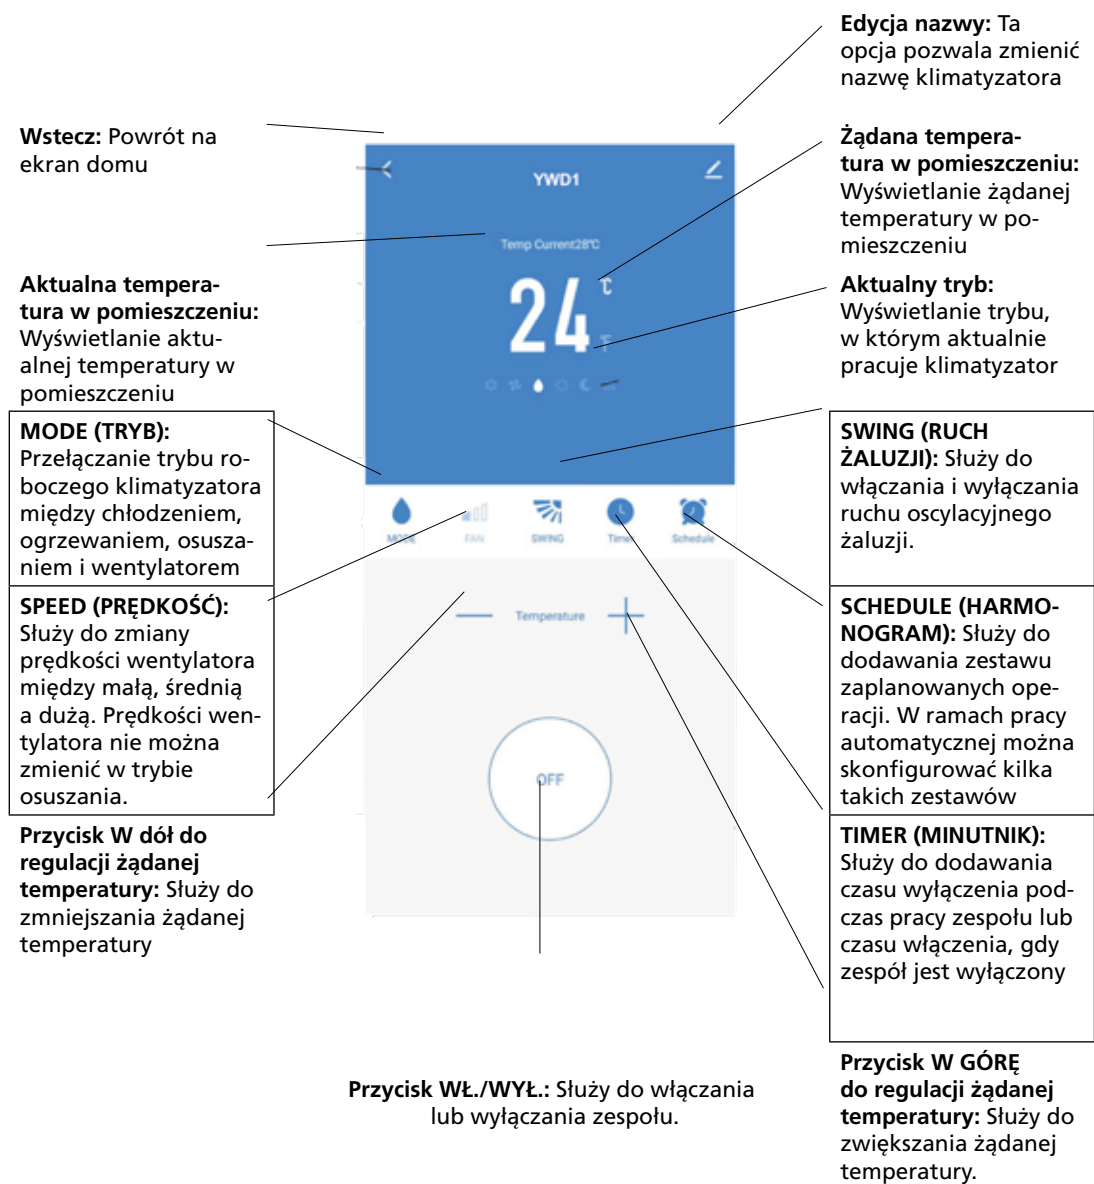 Edycja nazwy: Ta
opcja pozwala zmienić
nazwę klimatyzatora
Wstecz: Powrót na
ekran domu
Żądana tempera-
tura w pomieszczeniu:
Wyświetlanie żądanej
temperatury w po-
mieszczeniu
Aktualna tempera-
tura w pomieszczeniu:
Wyświetlanie aktu-
alnej temperatury w
pomieszczeniu
Aktualny tryb:
Wyświetlanie trybu,
w którym aktualnie
pracuje klimatyzator
YWD1
Temp Current28°C
24
°C
°F
MODE (TRYB):
Przełączanie trybu ro-
boczego klimatyzatora
między chłodzeniem,
ogrzewaniem, osusza-
niem i wentylatorem
SWING (RUCH
ŻALUZJI): Służy do
włączania i wyłączania
ruchu oscylacyjnego
żaluzji.
MODE
FAN
SWING
Timer
Schedule
SPEED (PRĘDKOŚĆ):
Służy do zmiany
prędkości wentylatora
między małą, średnią
a dużą. Prędkości wen-
tylatora nie można
zmienić w trybie
osuszania.
SCHEDULE (HARMO-
NOGRAM): Służy do
dodawania zestawu
zaplanowanych ope-
racji. W ramach pracy
automatycznej można
skonfigurować kilka
takich zestawów
— Temperature +
OFF
Przycisk W dół do
regulacji żądanej
temperatury: Służy do
zmniejszania żądanej
temperatury
TIMER (MINUTNIK):
Służy do dodawania
czasu wyłączenia pod-
czas pracy zespołu lub
czasu włączenia, gdy
zespół jest wyłączony
Przycisk WŁ./WYŁ.: Służy do włączania
lub wyłączania zespołu.
Przycisk W GÓRĘ
do regulacji żądanej
temperatury: Służy do
zwiększania żądanej
temperatury.